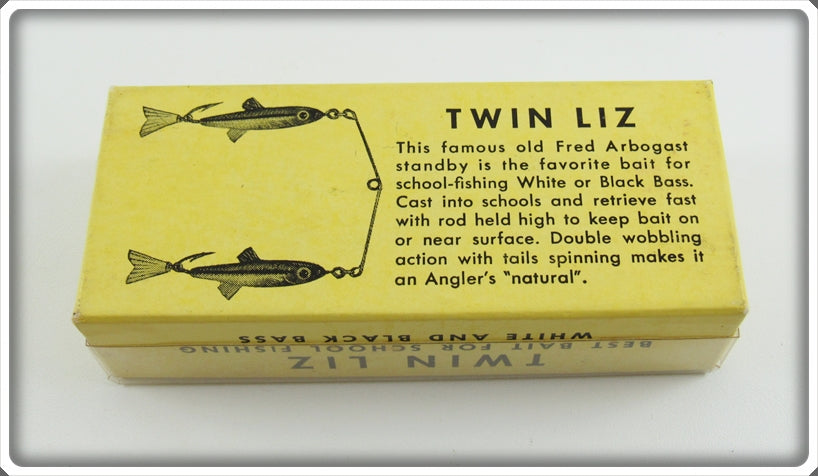 TWIN LIZ
This famous old Fred Arbogast
standby is the favorite bait for
school-fishing White or Black Bass.
Cast into schools and retrieve fast
with rod held high to keep bait on
or near surface. Double wobbling
action with tails spinning makes it
an Angler's "natural".
WHITE AND BLACK BASS
BEST BAIT FOR SCHOOL FISHING
TWIN LIZ